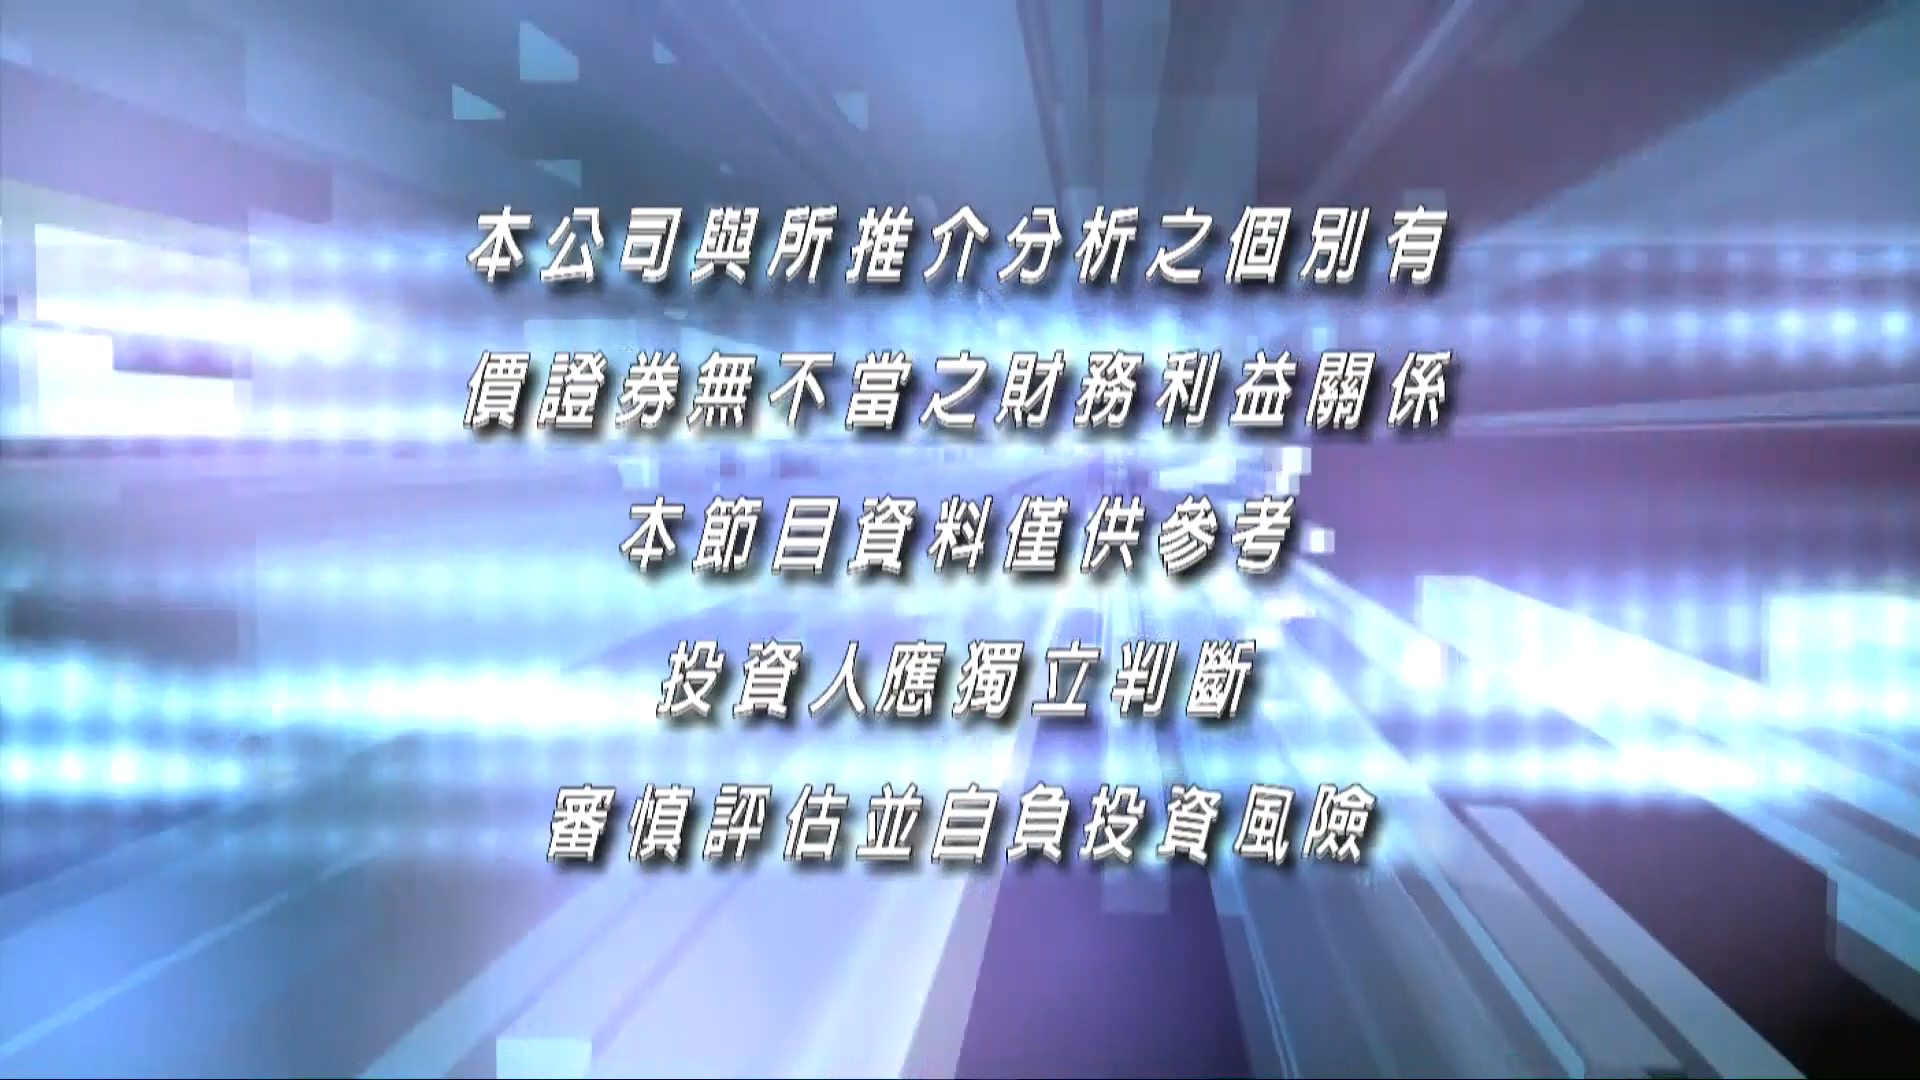 本公司與所推介分析之個別有
價證券無不當之財務利益關係
本節目資料僅供參考
投資人應獨立判斷
審慎評估並自負投資風險